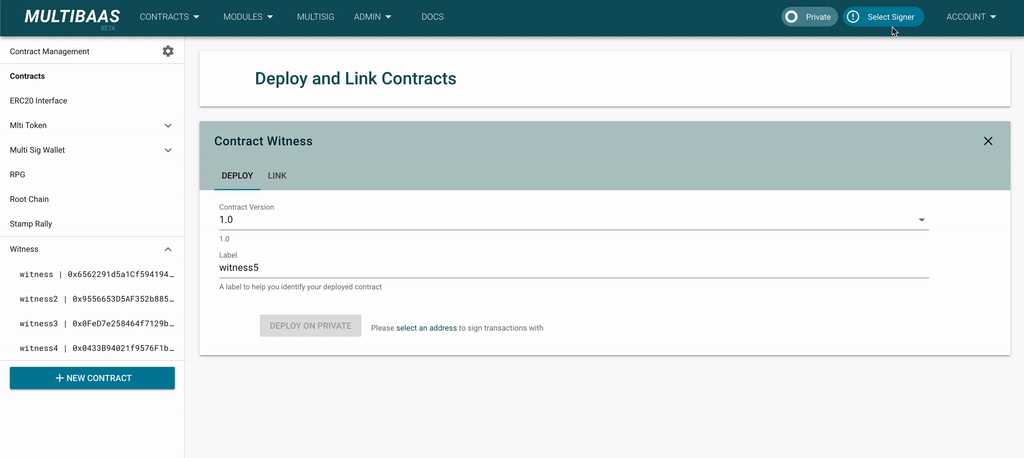 MULTIBAAS
BETA
CONTRACTS
MODULES
MULTISIG
ADMIN
DOCS
Private
Select Signer
ACCOUNT
Contract Management
Contracts
ERC20 Interface
Mlti Token
Multi Sig Wallet
RPG
Root Chain
Stamp Rally
Witness
witness | 0x6562291d5a1Cf594194…
witness2 | 0x9556653D5AF352b885…
witness3 | 0x0FeD7e258464f7129b…
witness4 | 0x0433B94021f9576F1b…
+ NEW CONTRACT
Deploy and Link Contracts
Contract Witness
DEPLOY
LINK
Contract Version
1.0
1.0
Label
witness5
A label to help you identify your deployed contract
DEPLOY ON PRIVATE
Please select an address to sign transactions with